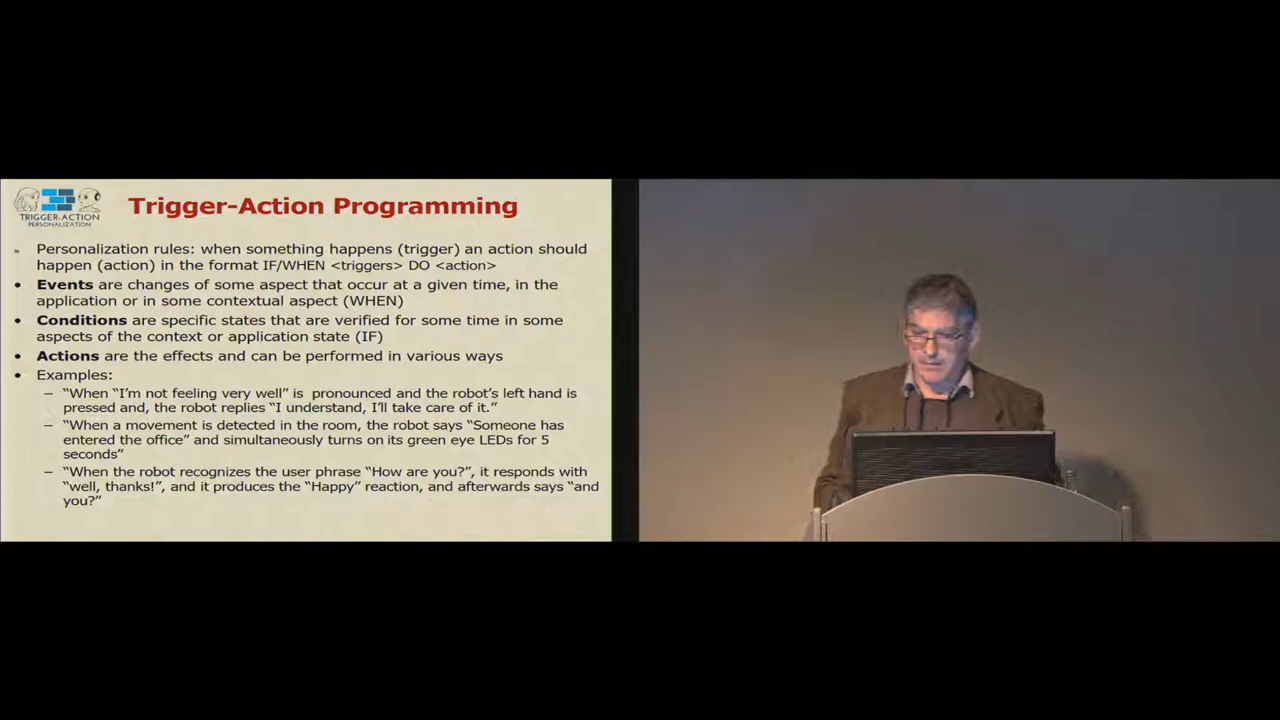 TRIGGER-ACTION
PERSONALIZATION
Trigger-Action Programming
» Personalization rules: when something happens (trigger) an action should
happen (action) in the format IF/WHEN <triggers> DO <action>
• Events are changes of some aspect that occur at a given time, in the
application or in some contextual aspect (WHEN)
• Conditions are specific states that are verified for some time in some
aspects of the context or application state (IF)
• Actions are the effects and can be performed in various ways
• Examples:
– “When “I’m not feeling very well” is pronounced and the robot’s left hand is
pressed and, the robot replies “I understand, I’ll take care of it.”
– “When a movement is detected in the room, the robot says “Someone has
entered the office” and simultaneously turns on its green eye LEDs for 5
seconds”
– “When the robot recognizes the user phrase “How are you?”, it responds with
“well, thanks!”, and it produces the “Happy” reaction, and afterwards says “and
you?”